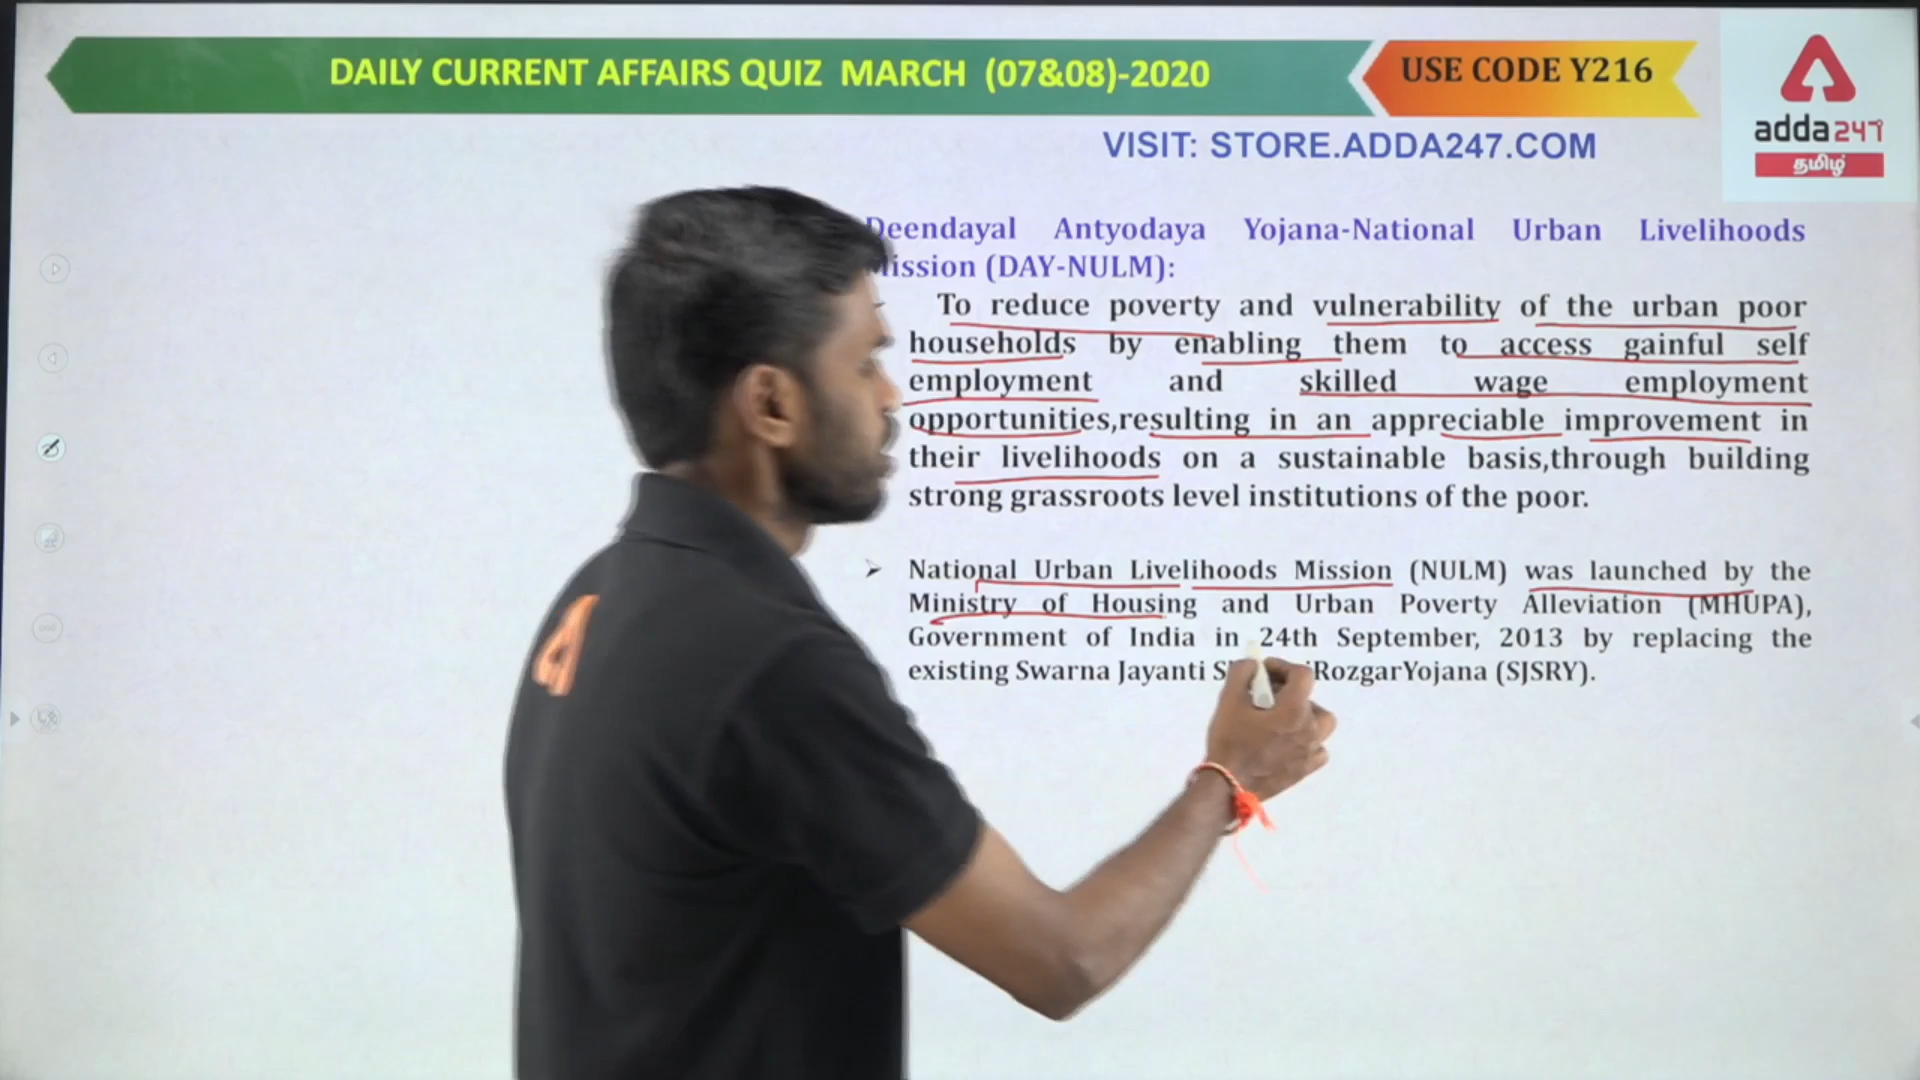 DAILY CURRENT AFFAIRS QUIZ MARCH (07&08)-2020
USE CODE Y216
adda247
தமிழ்
VISIT: STORE.ADDA247.COM
Deendayal Antyodaya Yojana-National Urban Livelihoods
Mission (DAY-NULM):
To reduce poverty and vulnerability of the urban poor
households by enabling them to access gainful self
employment and skilled wage employment
opportunities,resulting in an appreciable improvement in
their livelihoods on a sustainable basis,through building
strong grassroots level institutions of the poor.
➤ National Urban Livelihoods Mission (NULM) was launched by the
Ministry of Housing and Urban Poverty Alleviation (MHUPA),
Government of India in 24th September, 2013 by replacing the
existing Swarna Jayanti RozgarYojana (SJSRY).